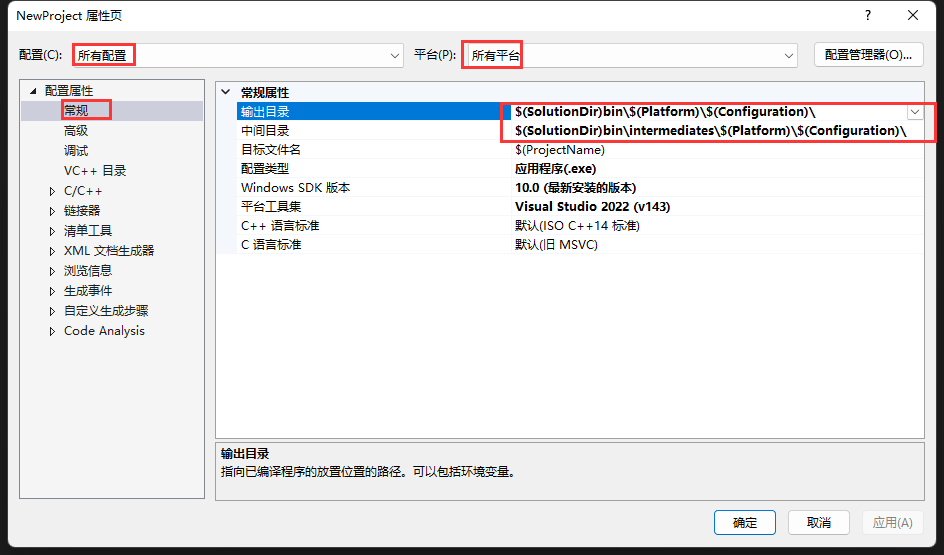 NewProject 属性页
配置(C): 所有配置 平台(P): 所有平台 配置管理器(O)...
配置属性
常规
高级
调试
VC++ 目录
C/C++
链接器
清单工具
XML 文档生成器
浏览信息
生成事件
自定义生成步骤
Code Analysis
常规属性
输出目录 $(SolutionDir)bin\$(Platform)\$(Configuration)\
中间目录 $(SolutionDir)bin\intermediates\$(Platform)\$(Configuration)\
目标文件名 $(ProjectName)
配置类型 应用程序(.exe)
Windows SDK 版本 10.0 (最新安装的版本)
平台工具集 Visual Studio 2022 (v143)
C++ 语言标准 默认(ISO C++14 标准)
C 语言标准 默认(旧 MSVC)
输出目录
指向已编译程序的放置位置的路径。可以包括环境变量。
确定 取消 应用(A)